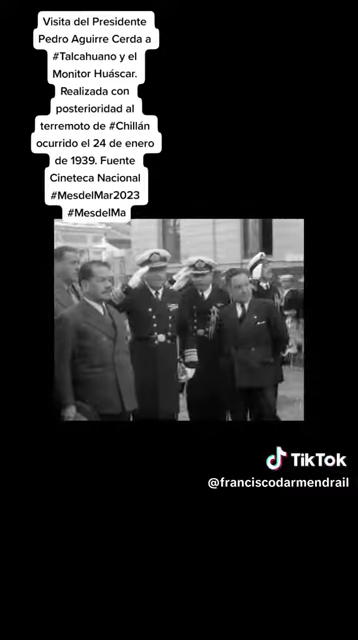 Visita del Presidente
Pedro Aguirre Cerda a
#Talcahuano y el
Monitor Huáscar.
Realizada con
posterioridad al
terremoto de #Chillán
ocurrido el 24 de enero
de 1939. Fuente
Cineteca Nacional
#MesdelMar2023
#MesdelMa
TikTok
@franciscodarmendrail